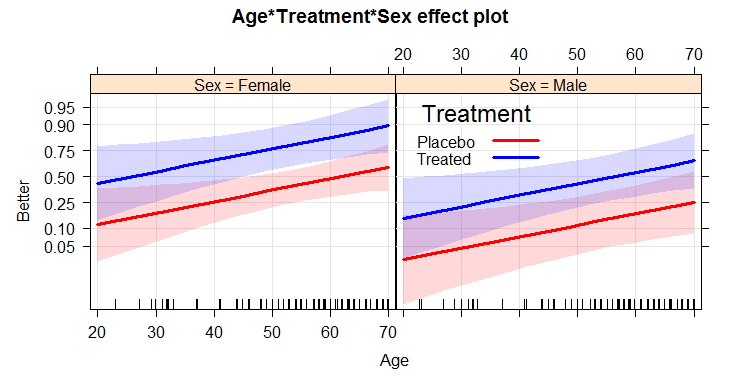 Age*Treatment*Sex effect plot
20 30 40 50 60 70
Sex = Female Sex = Male
Treatment
Placebo
Treated
0.95
0.90
0.75
0.50
0.25
0.10
0.05
Better
20 30 40 50 60 70
Age